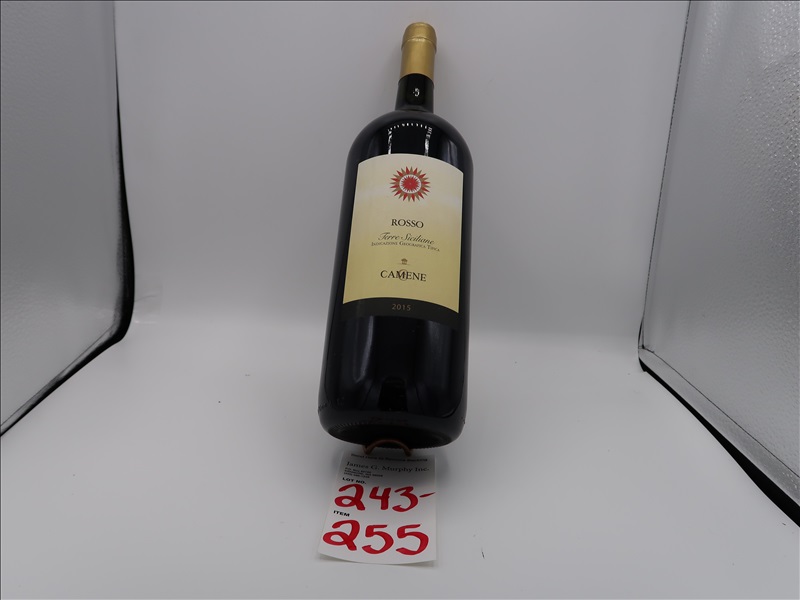 ROSSO
Terre Siciliane
INDICAZIONE GEOGRAFICA TIPICA
CAMENE
2015
James G. Murphy Inc.
LOT NO.
243-
ITEM
255